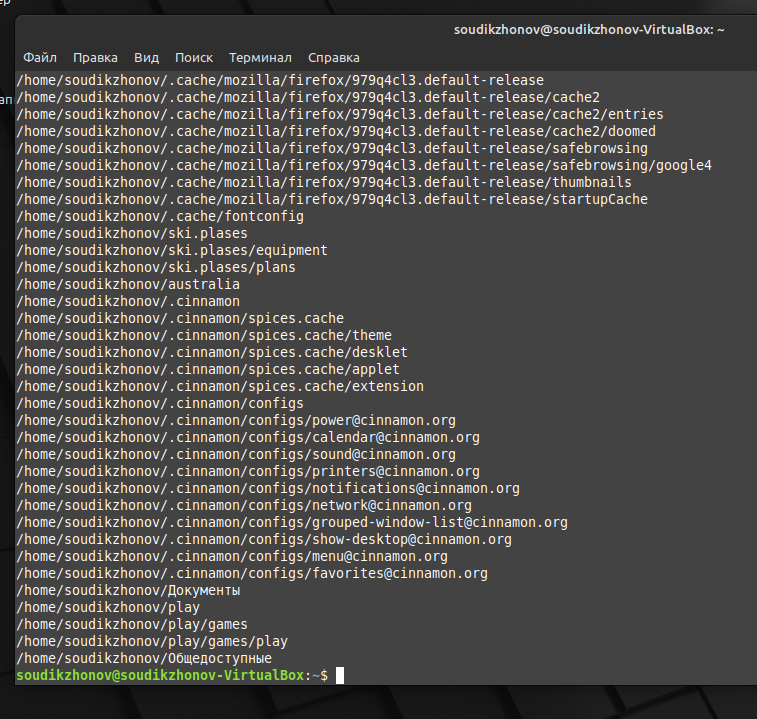 ер
soudikzhonov@soudikzhonov-VirtualBox: ~
Файл Правка Вид Поиск Терминал Справка
/home/soudikzhonov/.cache/mozilla/firefox/979q4cl3.default-release
ап
/home/soudikzhonov/.cache/mozilla/firefox/979q4cl3.default-release/cache2
/home/soudikzhonov/.cache/mozilla/firefox/979q4cl3.default-release/cache2/entries
/home/soudikzhonov/.cache/mozilla/firefox/979q4cl3.default-release/cache2/doomed
/home/soudikzhonov/.cache/mozilla/firefox/979q4cl3.default-release/safebrowsing
/home/soudikzhonov/.cache/mozilla/firefox/979q4cl3.default-release/safebrowsing/google4
/home/soudikzhonov/.cache/mozilla/firefox/979q4cl3.default-release/thumbnails
/home/soudikzhonov/.cache/mozilla/firefox/979q4cl3.default-release/startupCache
/home/soudikzhonov/.cache/fontconfig
/home/soudikzhonov/ski.plases
/home/soudikzhonov/ski.plases/equipment
/home/soudikzhonov/ski.plases/plans
/home/soudikzhonov/australia
/home/soudikzhonov/.cinnamon
/home/soudikzhonov/.cinnamon/spices.cache
/home/soudikzhonov/.cinnamon/spices.cache/theme
/home/soudikzhonov/.cinnamon/spices.cache/desklet
/home/soudikzhonov/.cinnamon/spices.cache/applet
/home/soudikzhonov/.cinnamon/spices.cache/extension
/home/soudikzhonov/.cinnamon/configs
/home/soudikzhonov/.cinnamon/configs/power@cinnamon.org
/home/soudikzhonov/.cinnamon/configs/calendar@cinnamon.org
/home/soudikzhonov/.cinnamon/configs/sound@cinnamon.org
/home/soudikzhonov/.cinnamon/configs/printers@cinnamon.org
/home/soudikzhonov/.cinnamon/configs/notifications@cinnamon.org
/home/soudikzhonov/.cinnamon/configs/network@cinnamon.org
/home/soudikzhonov/.cinnamon/configs/grouped-window-list@cinnamon.org
/home/soudikzhonov/.cinnamon/configs/show-desktop@cinnamon.org
/home/soudikzhonov/.cinnamon/configs/menu@cinnamon.org
/home/soudikzhonov/.cinnamon/configs/favorites@cinnamon.org
/home/soudikzhonov/Документы
/home/soudikzhonov/play
/home/soudikzhonov/play/games
/home/soudikzhonov/play/games/play
/home/soudikzhonov/Общедоступные
soudikzhonov@soudikzhonov-VirtualBox:~$